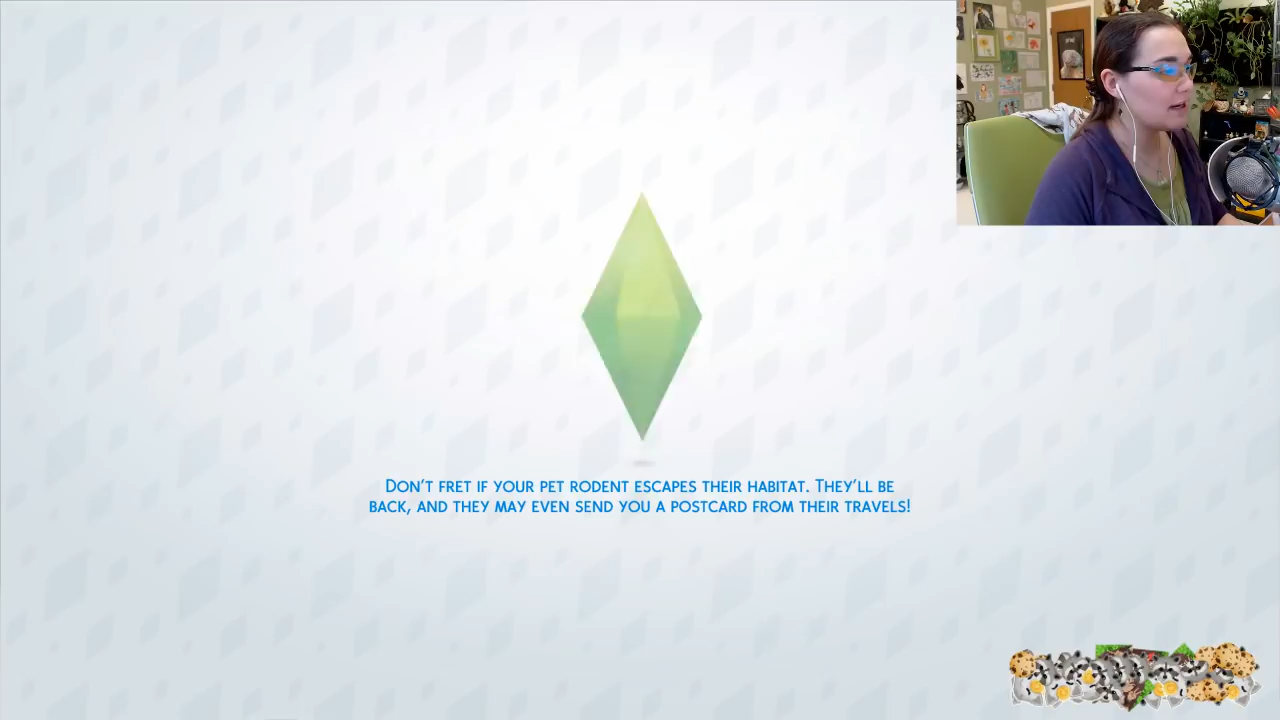 Don't fret if your pet rodent escapes their habitat. They'll be
back, and they may even send you a postcard from their travels!